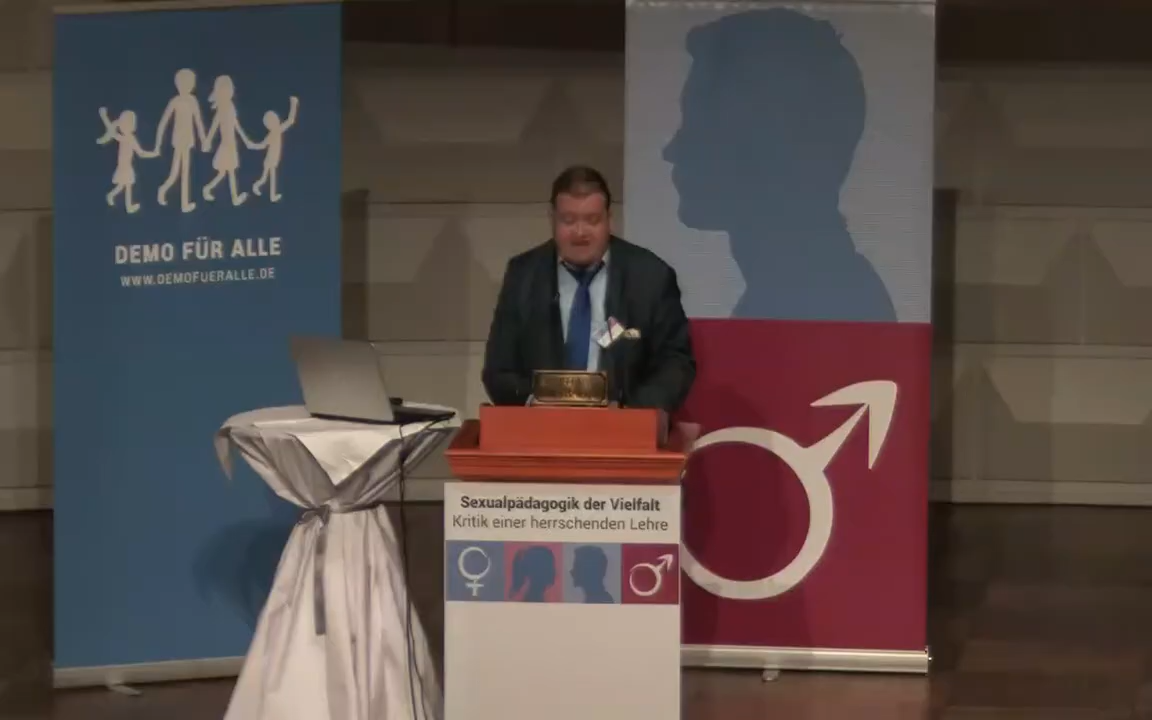 DEMO FÜR ALLE
WWW.DEMOFUERALLE.DE
Sexualpädagogik der Vielfalt
Kritik einer herrschenden Lehre